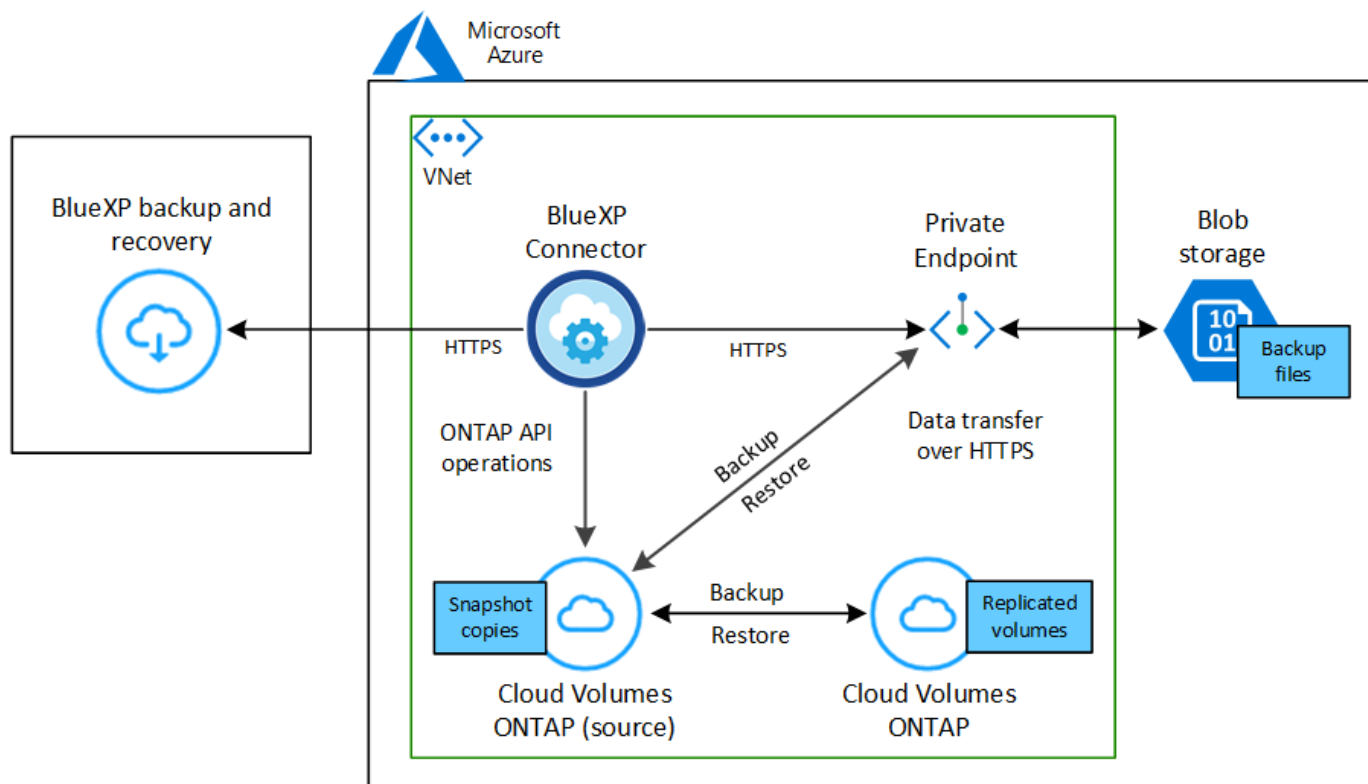 Microsoft
Azure
VNet
BlueXP backup and
recovery
BlueXP
Connector
Private
Endpoint
Blob
storage
10
01
Backup
files
HTTPS
HTTPS
ONTAP API
operations
Backup
Restore
Data transfer
over HTTPS
Snapshot
copies
Backup
Restore
Replicated
volumes
Cloud Volumes
ONTAP (source)
Cloud Volumes
ONTAP